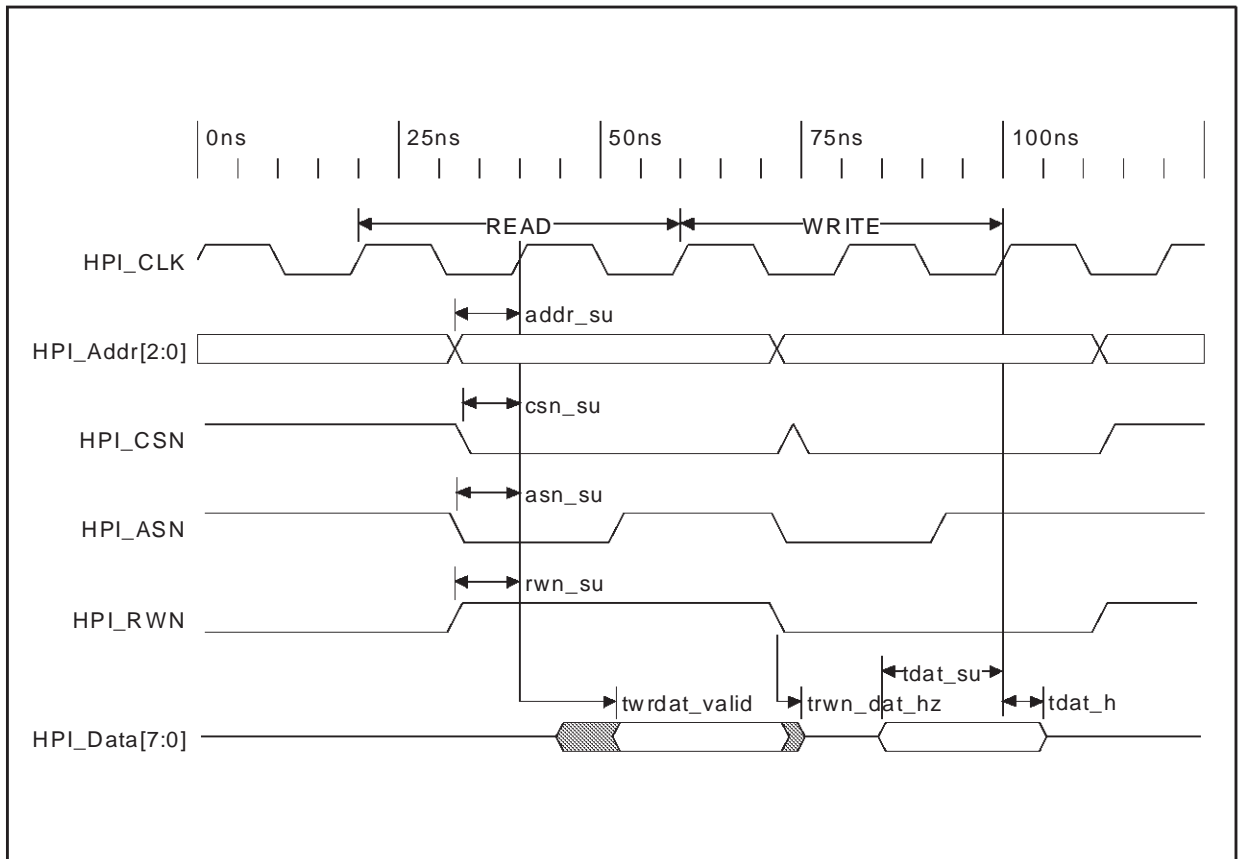 0ns 25ns 50ns 75ns 100ns
READ WRITE
HPI_CLK
addr_su
HPI_Addr[2:0]
csn_su
HPI_CSN
asn_su
HPI_ASN
rwn_su
HPI_RWN
tdat_su
twrdat_valid trwn_dat_hz tdat_h
HPI_Data[7:0]